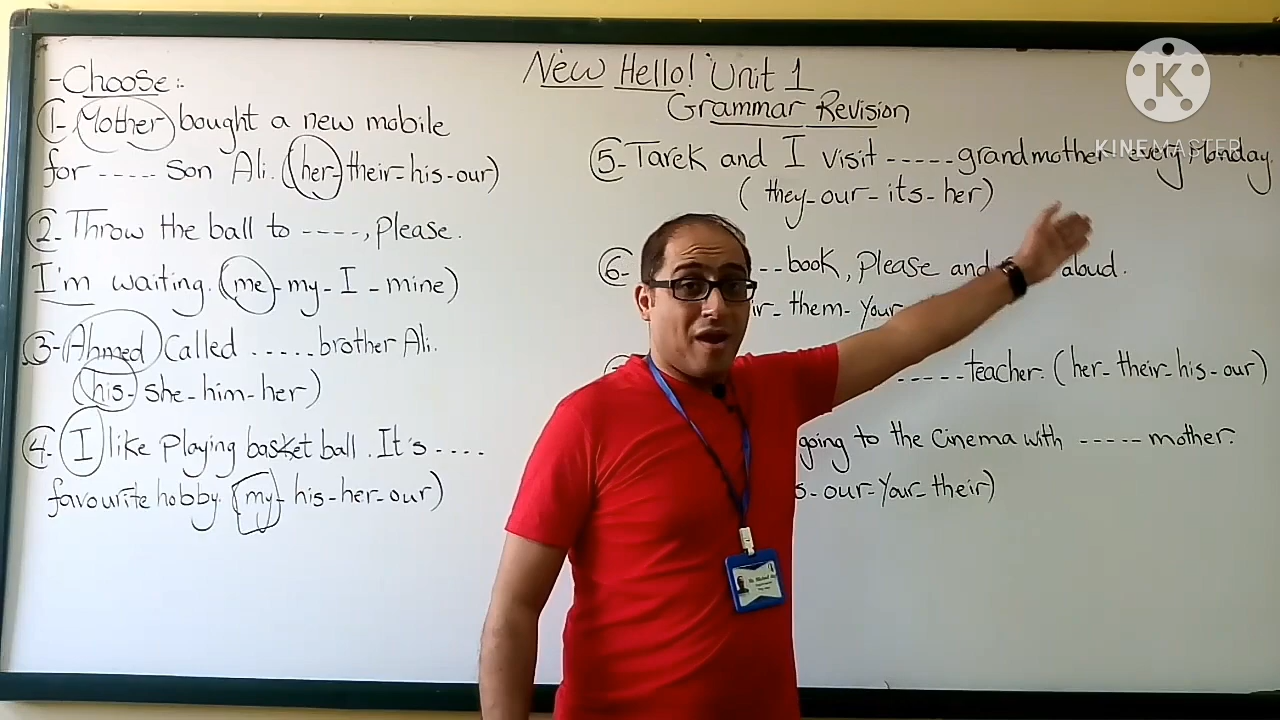 New Hello! Unit 1
Grammar Revision
- Choose:-
1- Mother bought a new mobile
for ----- son Ali. (her- their- his- our)
2- Throw the ball to ----, please.
I'm waiting. (me- my- I - mine)
3- Ahmed called ..... brother Ali.
(his- she- him- her)
4- I like playing basket ball. It's ....
favourite hobby. (my- his- her- our)
5- Tarek and I visit ----- grandmother every Monday.
(they- our- its- her)
6- -- book, please and aloud.
ir- them- your
----- teacher. (her- their- his- our)
going to the cinema with ----- mother.
s- our- your- their)
K
KINEMASTER